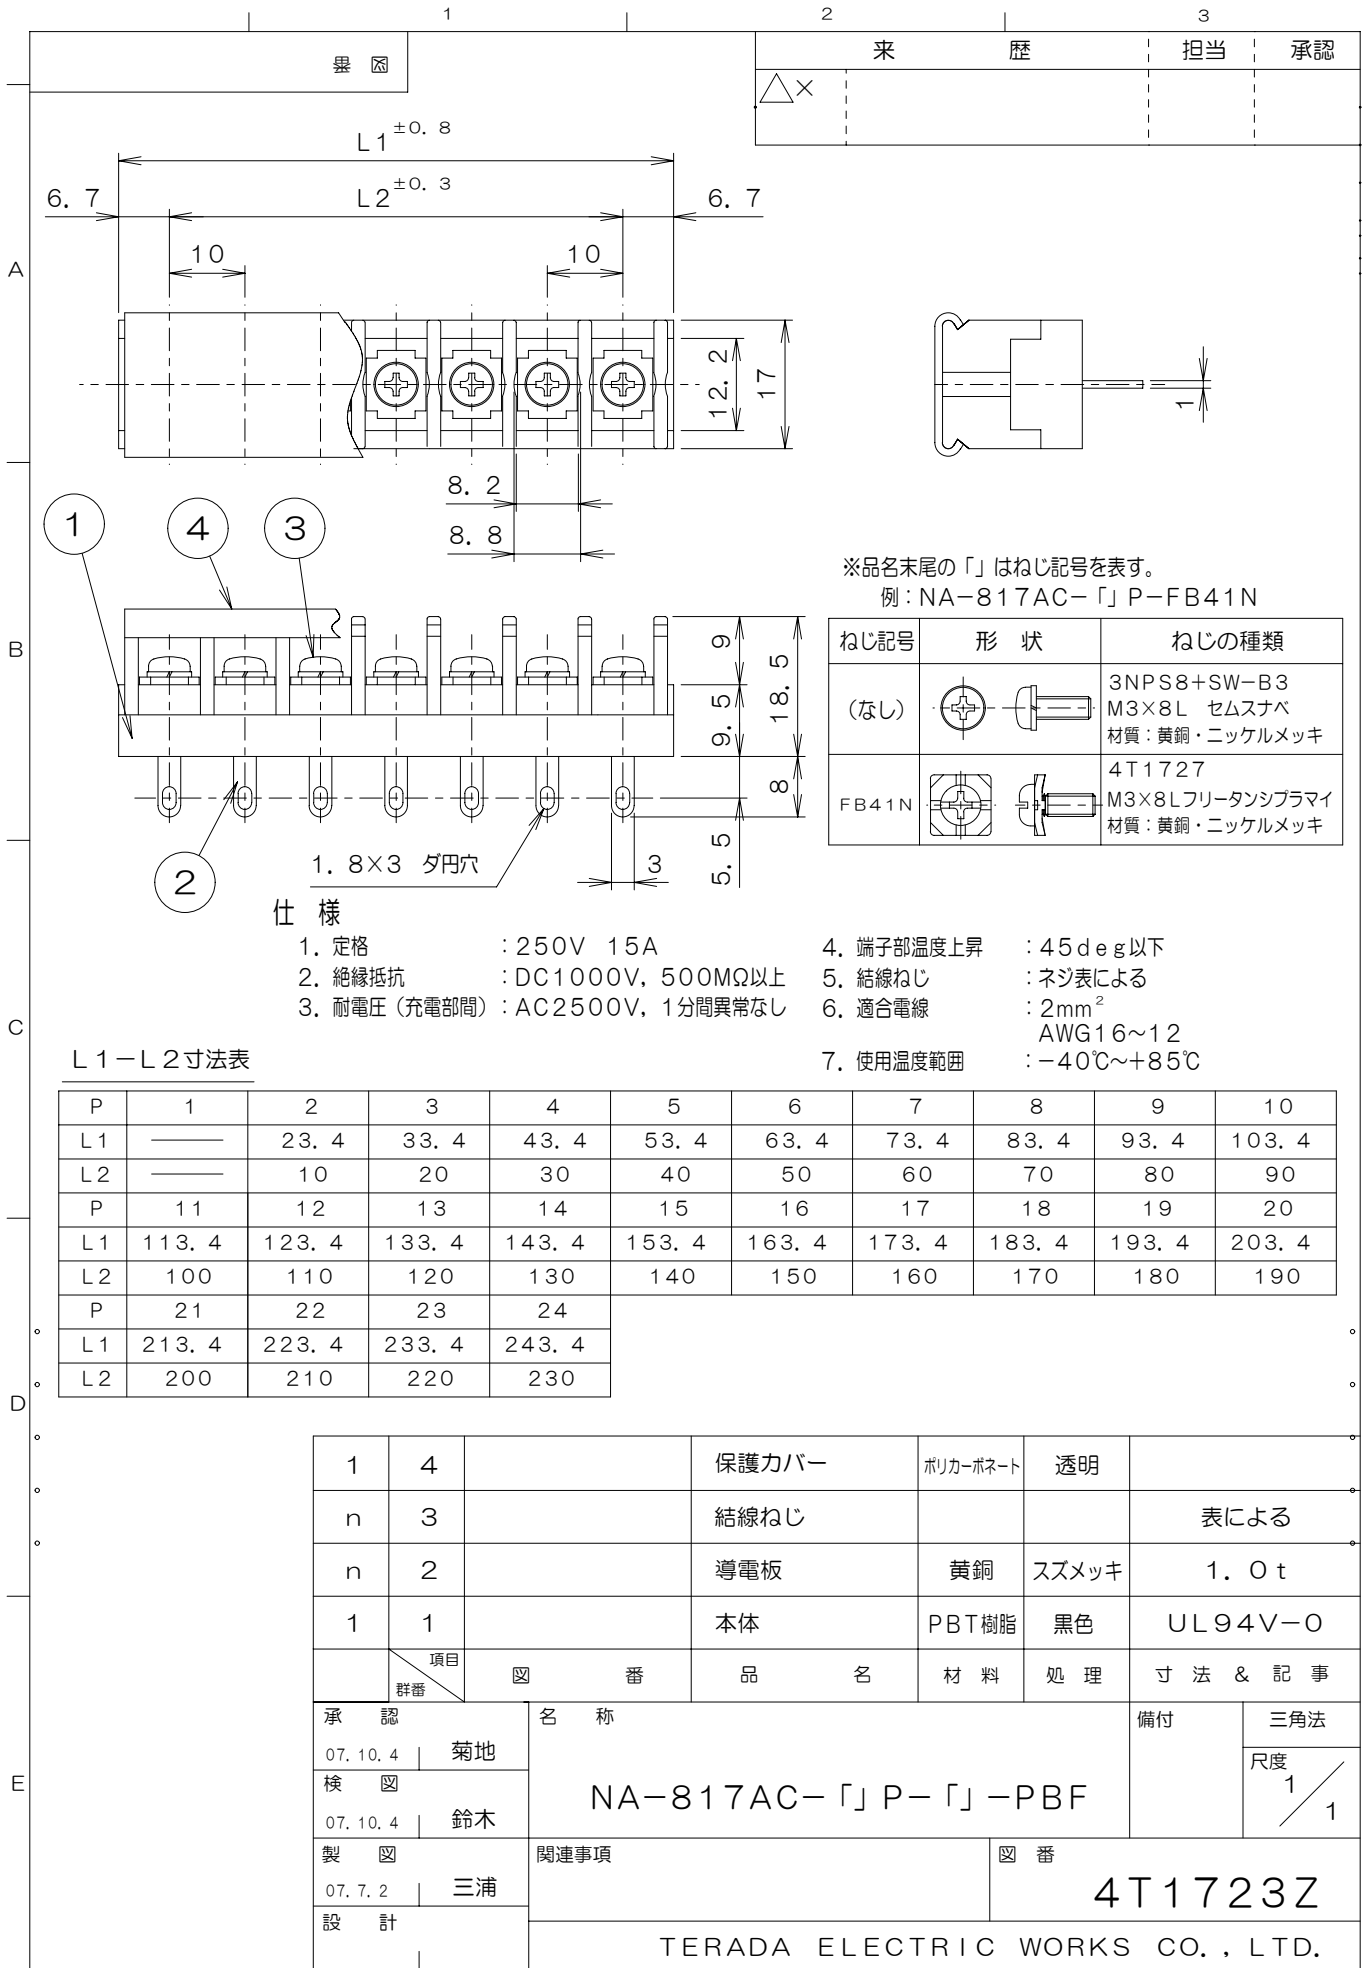 1 2 3
図 番
来 歴 担当 承認
△×
L1±0.8
L2±0.3
6.7 6.7
10 10
A
12.2
17
1
8.2
8.8
1 4 3
※品名末尾の「」はねじ記号を表す。
例:NA-817AC-「」P-FB41N
B
ねじ記号 形 状 ねじの種類
(なし) 3NPS8+SW-B3
M3×8L セムスナベ
材質:黄銅・ニッケルメッキ
FB41N 4T1727
M3×8Lフリータンシプラマイ
材質:黄銅・ニッケルメッキ
9
9.5
18.5
8
5.5
2
1.8×3 ダ円穴
3
仕 様
1. 定格 :250V 15A
2. 絶縁抵抗 :DC1000V, 500MΩ以上
3. 耐電圧(充電部間):AC2500V, 1分間異常なし
4. 端子部温度上昇 :45deg以下
5. 結線ねじ :ネジ表による
6. 適合電線 :2mm²
AWG16~12
7. 使用温度範囲 :-40℃~+85℃
C
L1-L2寸法表
P 1 2 3 4 5 6 7 8 9 10
L1 ─── 23.4 33.4 43.4 53.4 63.4 73.4 83.4 93.4 103.4
L2 ─── 10 20 30 40 50 60 70 80 90
P 11 12 13 14 15 16 17 18 19 20
L1 113.4 123.4 133.4 143.4 153.4 163.4 173.4 183.4 193.4 203.4
L2 100 110 120 130 140 150 160 170 180 190
P 21 22 23 24
L1 213.4 223.4 233.4 243.4
L2 200 210 220 230
D
1 4 保護カバー ポリカーボネート 透明
n 3 結線ねじ 表による
n 2 導電板 黄銅 スズメッキ 1.0t
1 1 本体 PBT樹脂 黒色 UL94V-0
項目
群番
図 番 品 名 材 料 処 理 寸 法 & 記 事
E
承 認
07.10.4 菊地
検 図
07.10.4 鈴木
製 図
07.7.2 三浦
設 計
名 称
NA-817AC-「」P-「」-PBF
備付
三角法
尺度
1/1
関連事項
図 番
4T1723Z
TERADA ELECTRIC WORKS CO., LTD.